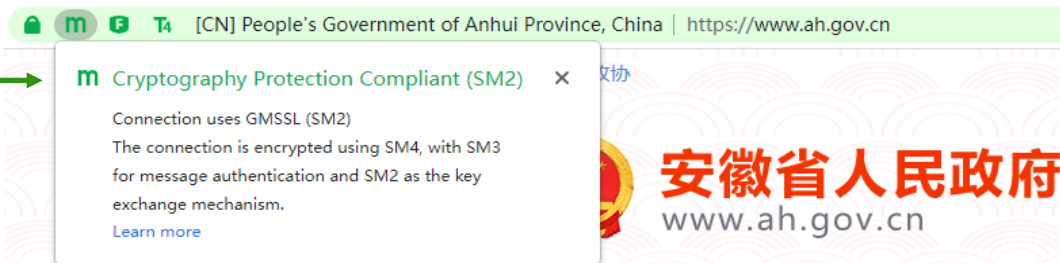 m T4 [CN] People's Government of Anhui Province, China | https://www.ah.gov.cn
m Cryptography Protection Compliant (SM2)
政协
Connection uses GMSSL (SM2)
The connection is encrypted using SM4, with SM3
for message authentication and SM2 as the key
exchange mechanism.
Learn more
安徽省人民政府
www.ah.gov.cn